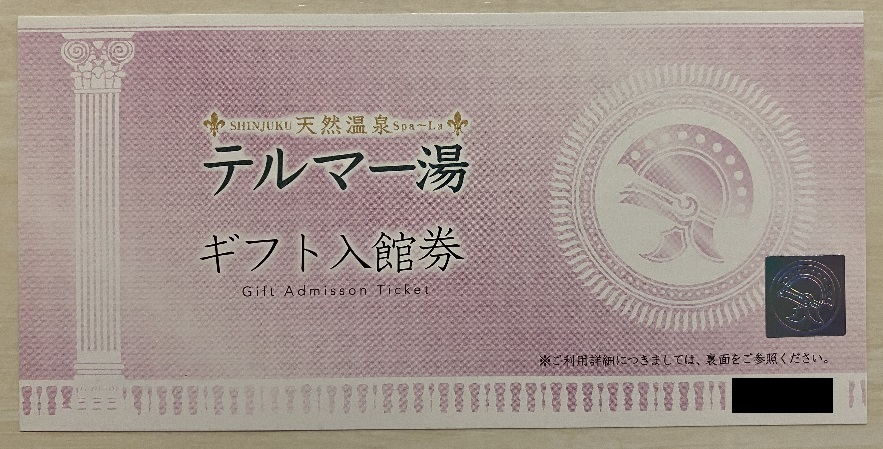 SHINJUKU 天然温泉 Spa~La
テルマー湯
ギフト入館券
Gift Admisson Ticket
※ご利用詳細につきましては、裏面をご参照ください。